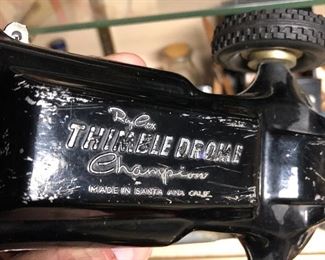 Roy Cox
THIMBLE DROME
Champion
MADE IN SANTA ANA CALIF.